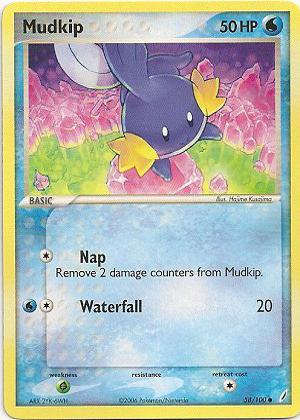 Mudkip 50 HP
BASIC
Illus. Hajime Kusajima
Nap
Remove 2 damage counters from Mudkip.
Waterfall 20
weakness resistance retreat cost
©2006 Pokémon/Nintendo
58/100